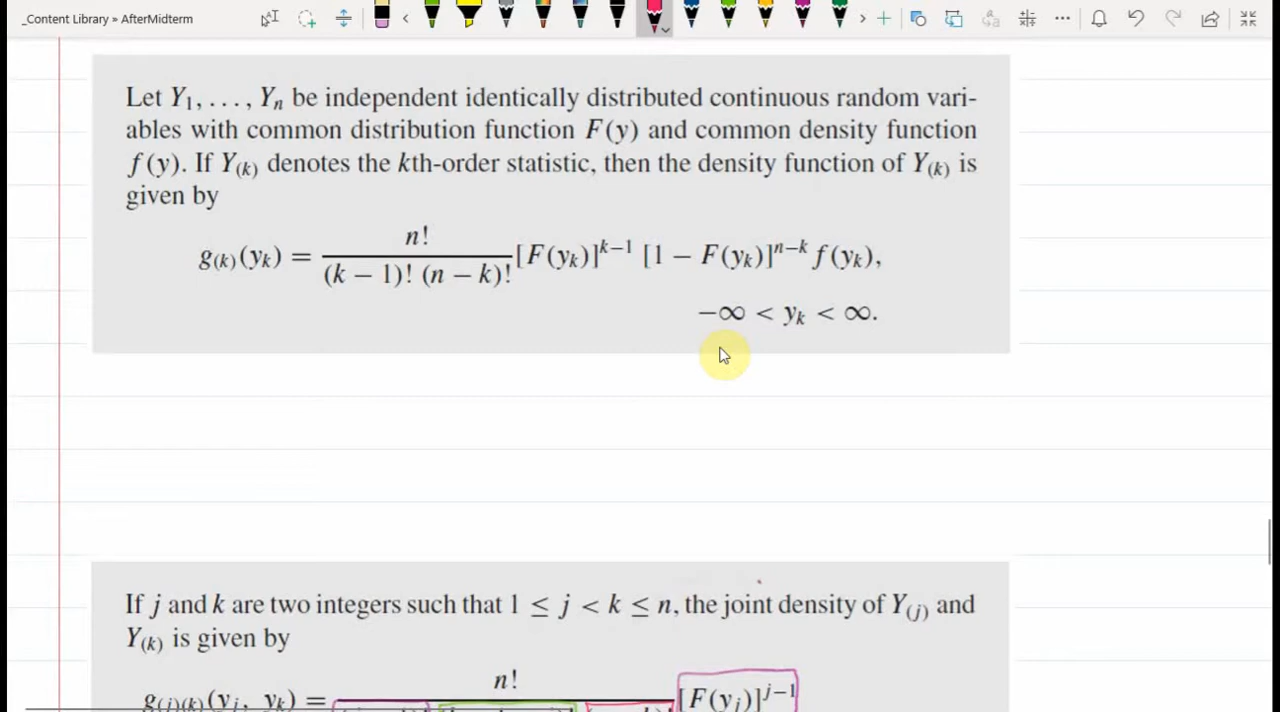 _Content Library » AfterMidterm
Let Y₁, . . . , Yₙ be independent identically distributed continuous random vari-
ables with common distribution function F(y) and common density function
f(y). If Y₍ₖ₎ denotes the kth-order statistic, then the density function of Y₍ₖ₎ is
given by
g₍ₖ₎(yₖ) = n! / ((k − 1)! (n − k)!) [F(yₖ)]^{k−1} [1 − F(yₖ)]^{n−k} f(yₖ),
−∞ < yₖ < ∞.
If j and k are two integers such that 1 ≤ j < k ≤ n, the joint density of Y₍ⱼ₎ and
Y₍ₖ₎ is given by
g₍ⱼ₎₍ₖ₎(yⱼ, yₖ) = n! [F(yⱼ)]^{j−1}